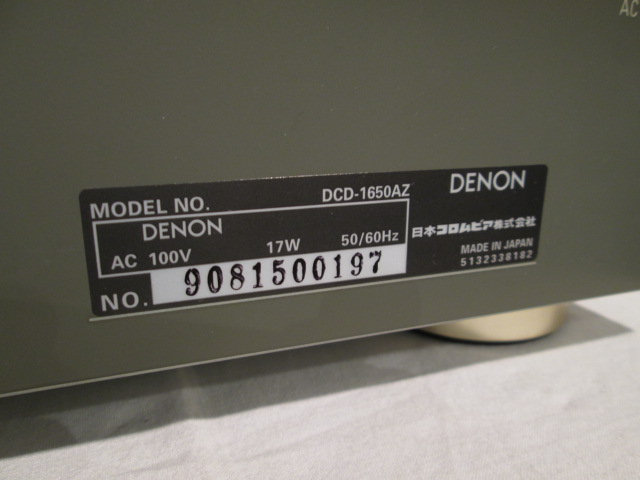 AC
MODEL NO. DCD-1650AZ
DENON
AC 100V 17W 50/60Hz
NO. 9081500197
DENON
日本コロムビア株式会社
MADE IN JAPAN
5132338182